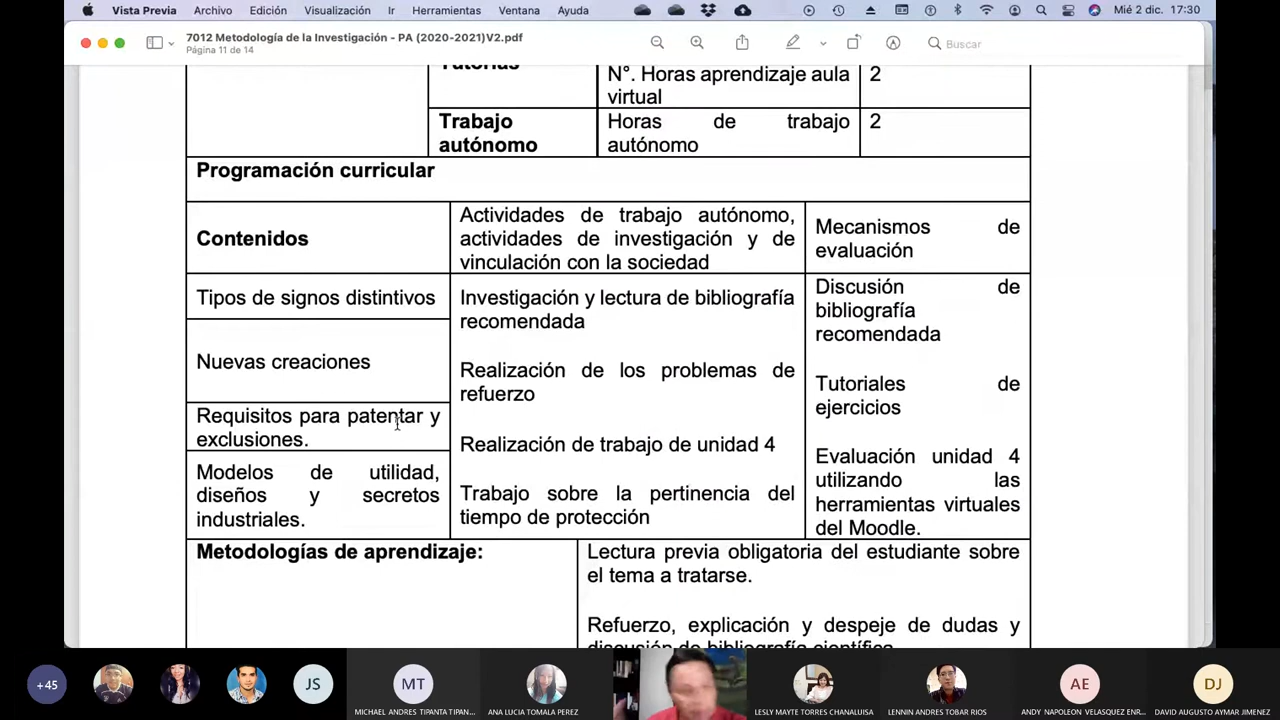 Vista Previa Archivo Edición Visualización Ir Herramientas Ventana Ayuda Mié 2 dic. 17:30
7012 Metodología de la Investigación - PA (2020-2021)V2.pdf
Página 11 de 14
Buscar
Tutorías
N°. Horas aprendizaje aula
virtual
2
Trabajo
autónomo
Horas de trabajo
autónomo
2
Programación curricular
Contenidos
Actividades de trabajo autónomo,
actividades de investigación y de
vinculación con la sociedad
Mecanismos de
evaluación
Tipos de signos distintivos
Nuevas creaciones
Requisitos para patentar y
exclusiones.
Modelos de utilidad,
diseños y secretos
industriales.
Investigación y lectura de bibliografía
recomendada
Realización de los problemas de
refuerzo
Realización de trabajo de unidad 4
Trabajo sobre la pertinencia del
tiempo de protección
Discusión de
bibliografía
recomendada
Tutoriales de
ejercicios
Evaluación unidad 4
utilizando las
herramientas virtuales
del Moodle.
Metodologías de aprendizaje:
Lectura previa obligatoria del estudiante sobre
el tema a tratarse.
Refuerzo, explicación y despeje de dudas y
discusión de bibliografía científica
+45
JS
MT
AE
DJ
MICHAEL ANDRES TIPANTA TIPAN...
ANA LUCIA TOMALA PEREZ
LESLY MAYTE TORRES CHANALUISA
LENNIN ANDRES TOBAR RIOS
ANDY NAPOLEON VELASQUEZ ENR...
DAVID AUGUSTO AYMAR JIMENEZ